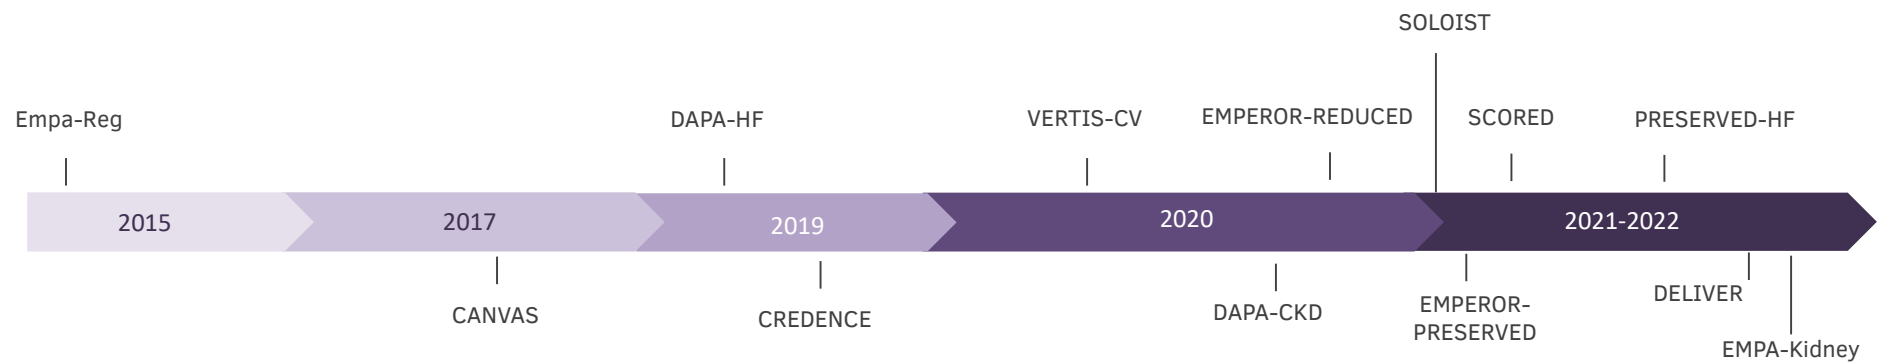 SOLOIST
Empa-Reg
DAPA-HF
VERTIS-CV
EMPEROR-REDUCED
SCORED
PRESERVED-HF
2015
2017
2019
2020
2021-2022
CANVAS
CREDENCE
DAPA-CKD
EMPEROR-
PRESERVED
DELIVER
EMPA-Kidney